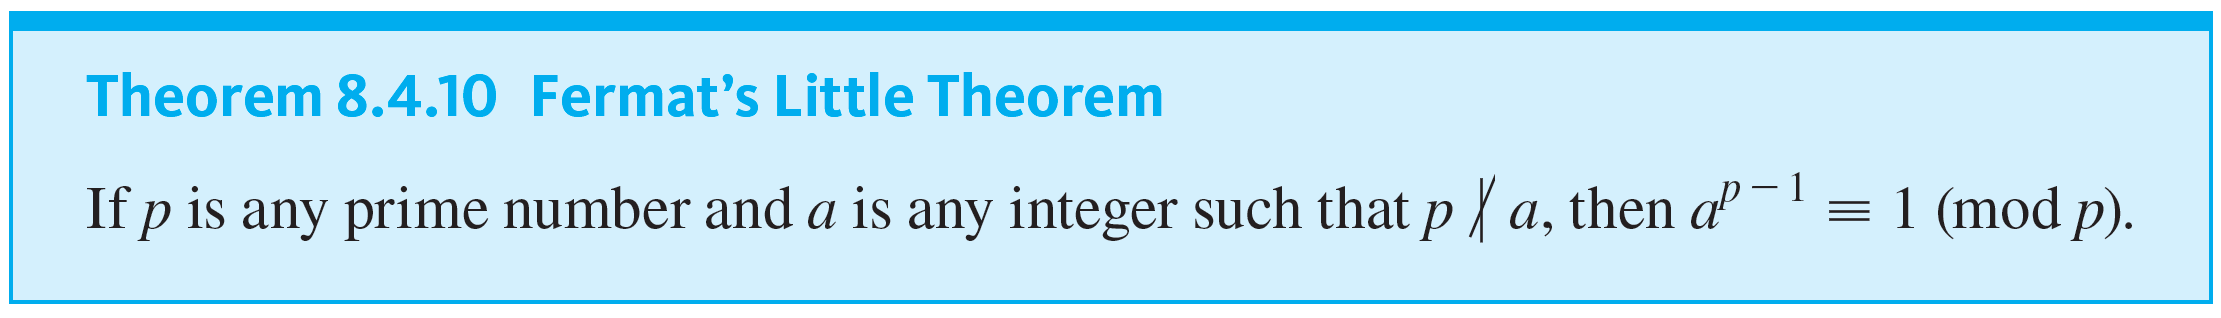 Theorem 8.4.10 Fermat’s Little Theorem
If p is any prime number and a is any integer such that p ∤ a, then aᵖ⁻¹ ≡ 1 (mod p).